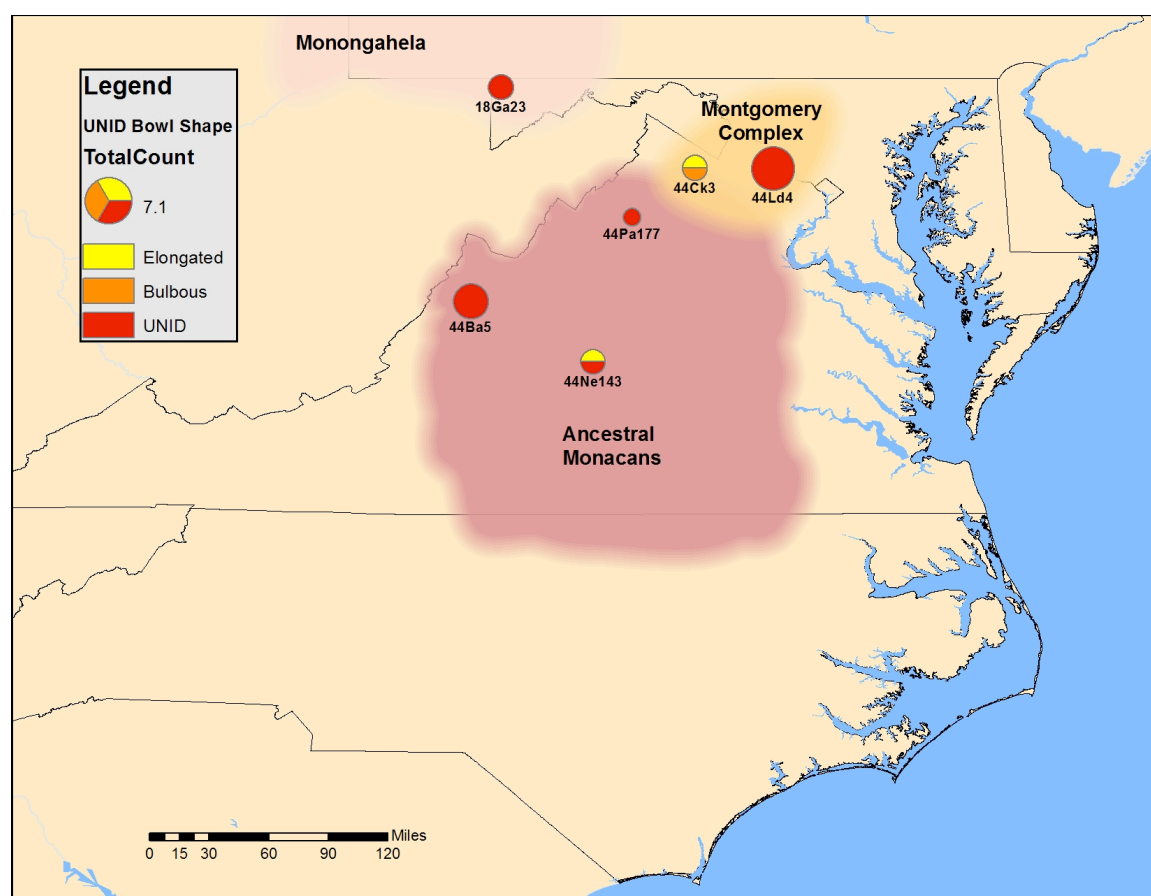 Monongahela
Legend
UNID Bowl Shape
TotalCount
7.1
Elongated
Bulbous
UNID
18Ga23
Montgomery
Complex
44Ck3
44Ld4
44Pa177
44Ba5
44Ne143
Ancestral
Monacans
Miles
0 15 30 60 90 120